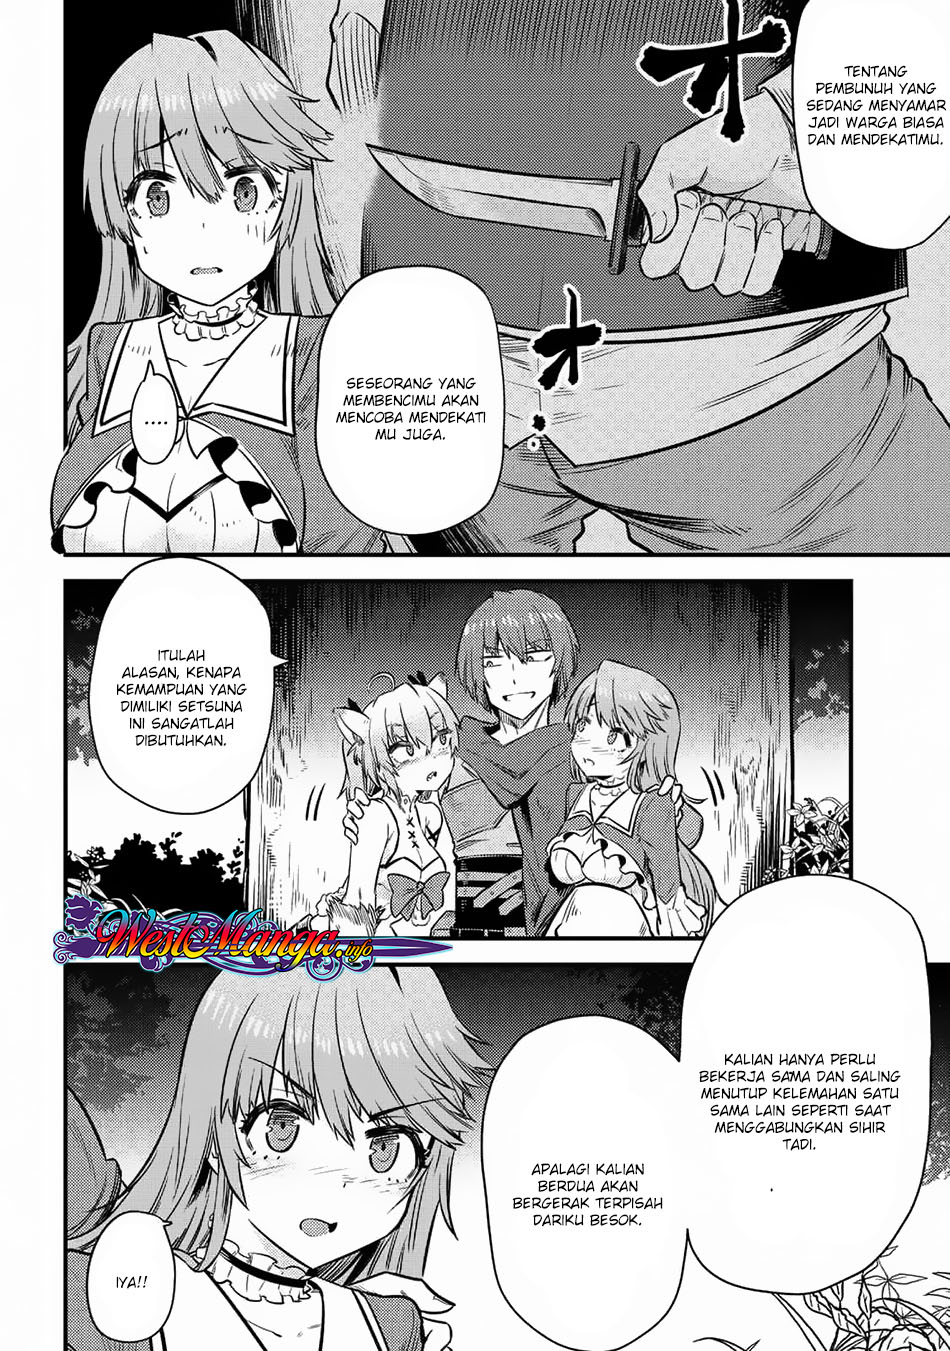 TENTANG
PEMBUNUH YANG
SEDANG MENYAMAR
JADI WARGA BIASA
DAN MENDEKATIMU.
オ
オ
SESEORANG YANG
MEMBENCIMU AKAN
MENCOBA MENDEKATI
MU JUGA.
....
ITULAH
ALASAN, KENAPA
KEMAMPUAN YANG
DIMILIKI SETSUNA
INI SANGATLAH
DIBUTUHKAN.
WestManga.info
KALIAN HANYA PERLU
BEKERJA SAMA DAN SALING
MENUTUP KELEMAHAN SATU
SAMA LAIN SEPERTI SAAT
MENGGABUNGKAN SIHIR
TADI.
APALAGI KALIAN
BERDUA AKAN
BERGERAK TERPISAH
DARIKU BESOK.
IYA!!